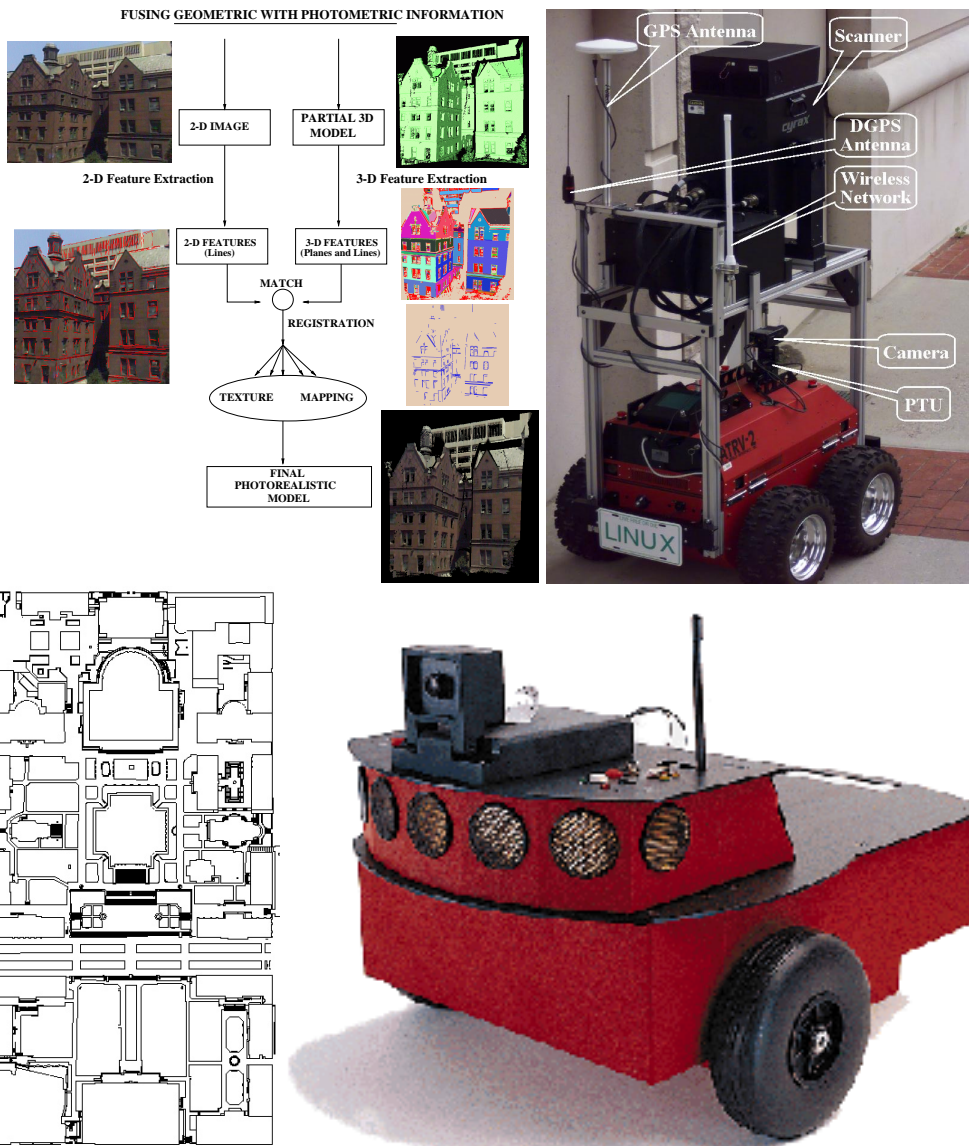 FUSING GEOMETRIC WITH PHOTOMETRIC INFORMATION
2-D IMAGE
PARTIAL 3D
MODEL
2-D Feature Extraction
3-D Feature Extraction
2-D FEATURES
(Lines)
3-D FEATURES
(Planes and Lines)
MATCH
REGISTRATION
TEXTURE MAPPING
FINAL
PHOTOREALISTIC
MODEL
GPS Antenna
Scanner
cyrax
DGPS
Antenna
Wireless
Network
Camera
PTU
ATRV-2
LINUX